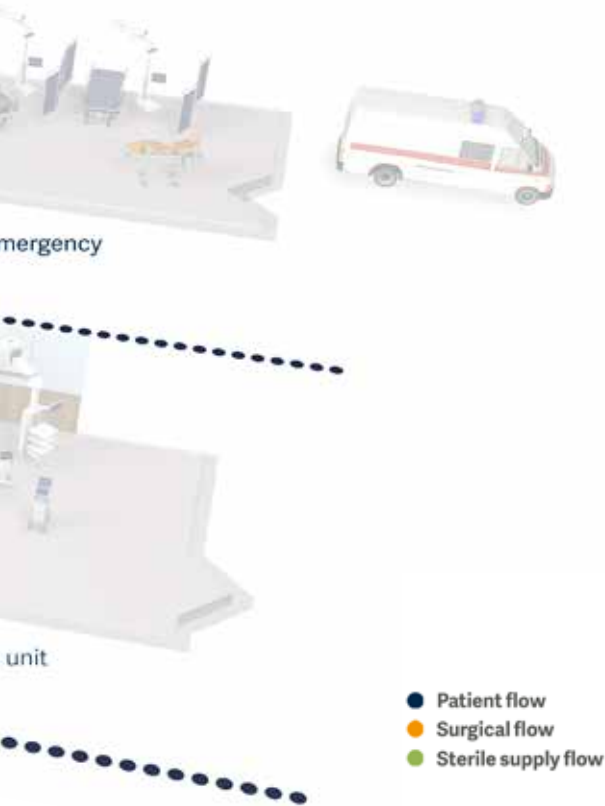 mergency
unit
Patient flow
Surgical flow
Sterile supply flow